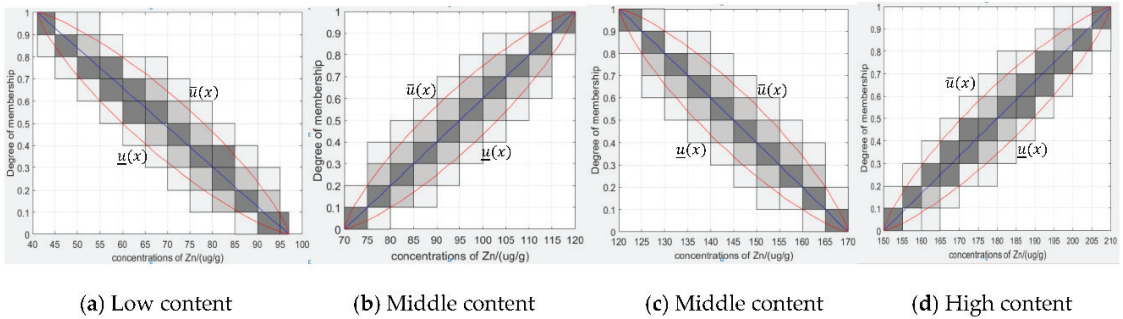 Degree of membership
1
0.9
0.8
0.7
0.6
0.5
0.4
0.3
0.2
0.1
0
u̅(x)
u̲(x)
40 45 50 55 60 65 70 75 80 85 90 95 100
concentrations of Zn/(ug/g)
(a) Low content
Degree of membership
1
0.9
0.8
0.7
0.6
0.5
0.4
0.3
0.2
0.1
0
u̅(x)
u̲(x)
70 75 80 85 90 95 100 105 110 115 120
concentrations of Zn/(ug/g)
(b) Middle content
Degree of membership
1
0.9
0.8
0.7
0.6
0.5
0.4
0.3
0.2
0.1
0
u̅(x)
u̲(x)
120 125 130 135 140 145 150 155 160 165 170
concentrations of Zn/(ug/g)
(c) Middle content
Degree of membership
1
0.9
0.8
0.7
0.6
0.5
0.4
0.3
0.2
0.1
0
u̅(x)
u̲(x)
150 155 160 165 170 175 180 185 190 195 200 205 210
concentrations of Zn/(ug/g)
(d) High content